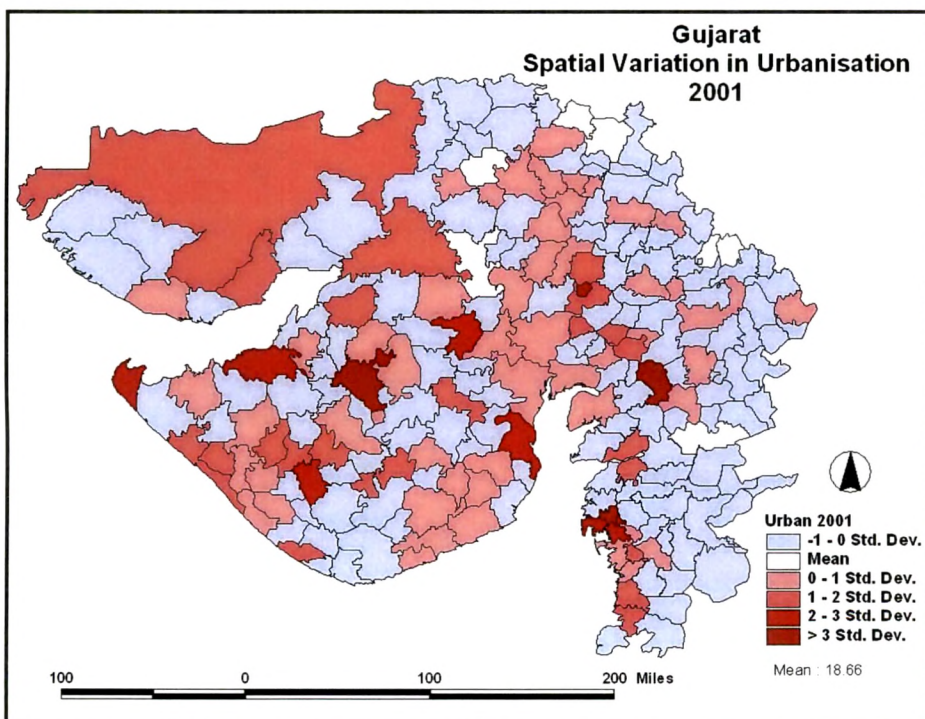 Gujarat
Spatial Variation in Urbanisation
2001
Urban 2001
-1 - 0 Std. Dev.
Mean
0 - 1 Std. Dev.
1 - 2 Std. Dev.
2 - 3 Std. Dev.
> 3 Std. Dev.
Mean : 18.66
100 0 100 200 Miles